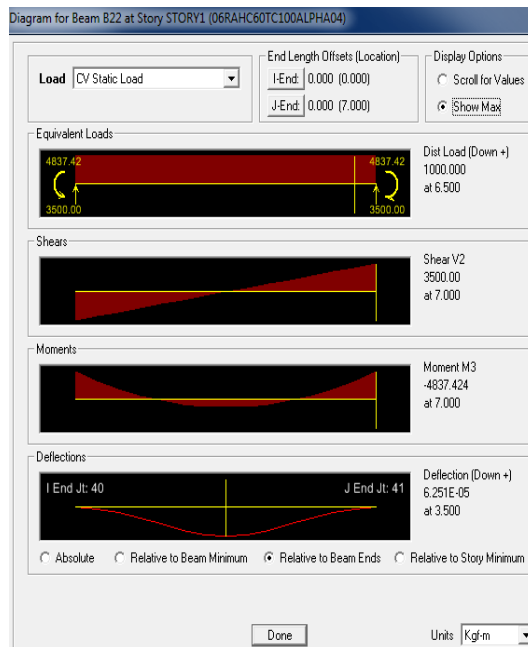 Diagram for Beam B22 at Story STORY1 (06RAHC60TC100ALPHA04)
Load CV Static Load
End Length Offsets (Location)
I-End: 0.000 (0.000)
J-End: 0.000 (7.000)
Display Options
Scroll for Values
Show Max
Equivalent Loads
4837.42 4837.42
3500.00 3500.00
Dist Load (Down +)
1000.000
at 6.500
Shears
Shear V2
3500.00
at 7.000
Moments
Moment M3
-4837.424
at 7.000
Deflections
I End Jt: 40 J End Jt: 41
Deflection (Down +)
6.251E-05
at 3.500
Absolute Relative to Beam Minimum Relative to Beam Ends Relative to Story Minimum
Done Units Kgf-m